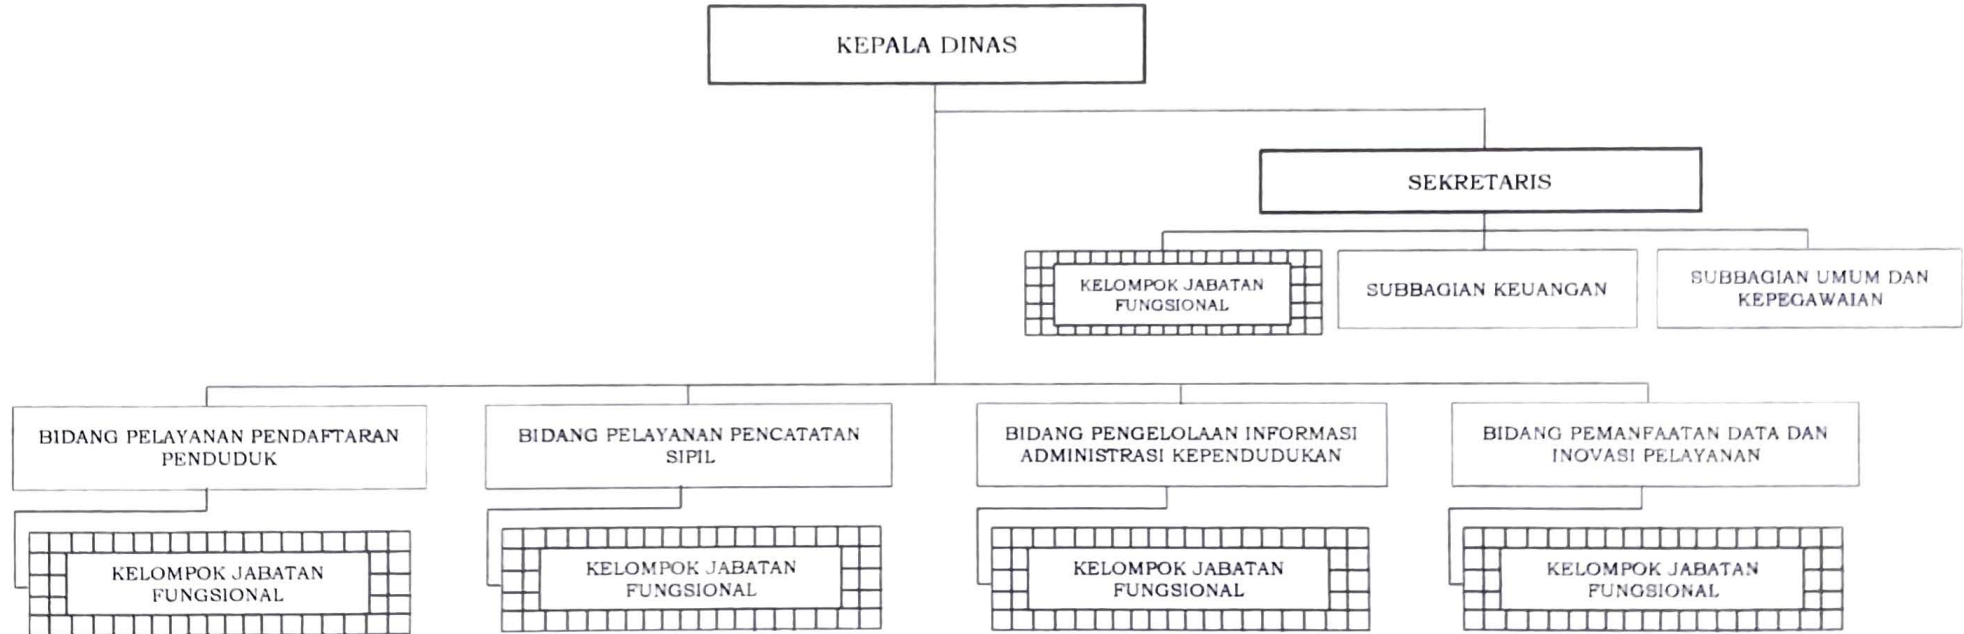 KEPALA DINAS
SEKRETARIS
KELOMPOK JABATAN
FUNGSIONAL
SUBBAGIAN KEUANGAN
SUBBAGIAN UMUM DAN
KEPEGAWAIAN
BIDANG PELAYANAN PENDAFTARAN
PENDUDUK
BIDANG PELAYANAN PENCATATAN
SIPIL
BIDANG PENGELOLAAN INFORMASI
ADMINISTRASI KEPENDUDUKAN
BIDANG PEMANFAATAN DATA DAN
INOVASI PELAYANAN
KELOMPOK JABATAN
FUNGSIONAL
KELOMPOK JABATAN
FUNGSIONAL
KELOMPOK JABATAN
FUNGSIONAL
KELOMPOK JABATAN
FUNGSIONAL